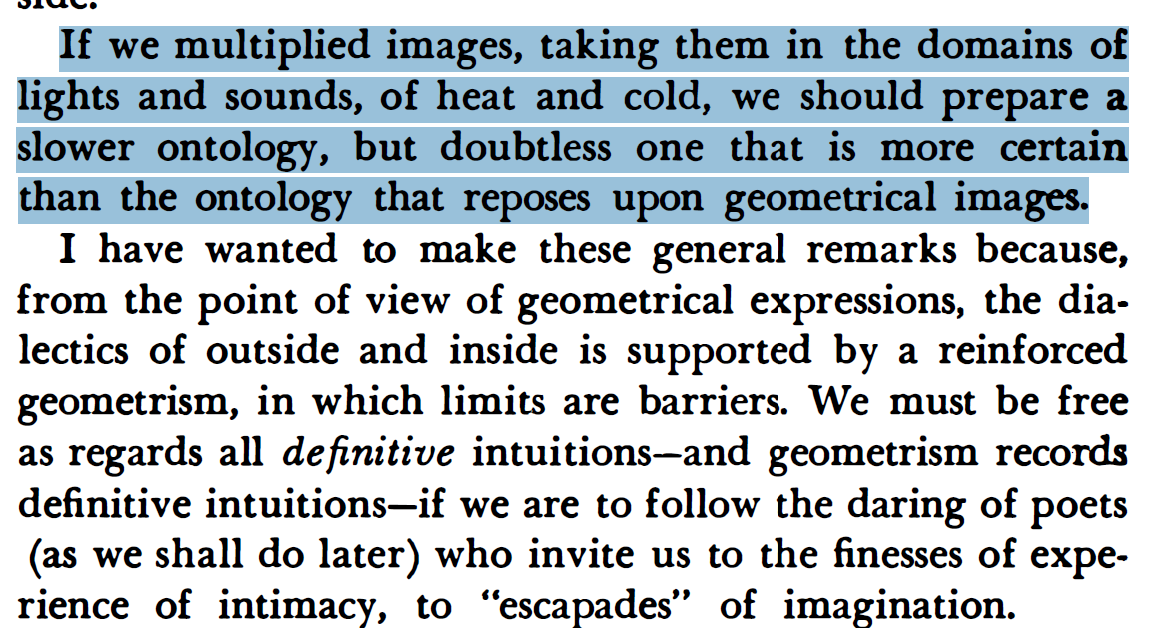 side.
If we multiplied images, taking them in the domains of
lights and sounds, of heat and cold, we should prepare a
slower ontology, but doubtless one that is more certain
than the ontology that reposes upon geometrical images.
I have wanted to make these general remarks because,
from the point of view of geometrical expressions, the dia-
lectics of outside and inside is supported by a reinforced
geometrism, in which limits are barriers. We must be free
as regards all definitive intuitions—and geometrism records
definitive intuitions—if we are to follow the daring of poets
(as we shall do later) who invite us to the finesses of expe-
rience of intimacy, to “escapades” of imagination.